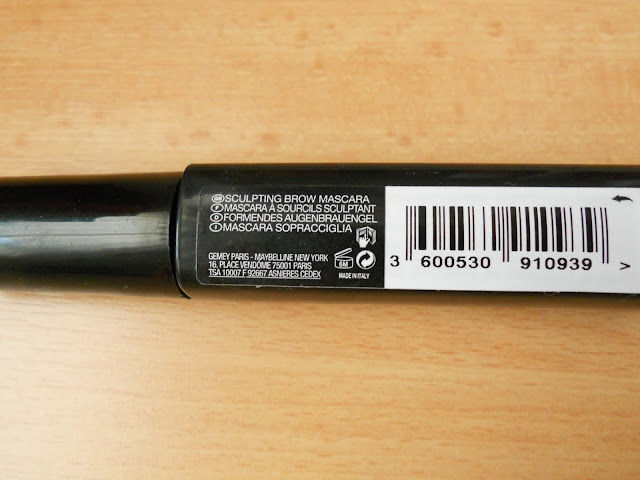 GB SCULPTING BROW MASCARA
F MASCARA À SOURCILS SCULPTANT
D FORMENDES AUGENBRAUENGEL
I MASCARA SOPRACCIGLIA
GEMEY PARIS - MAYBELLINE NEW YORK
16, PLACE VENDÔME 75001 PARIS
TSA 10007 F 92667 ASNIERES CEDEX
6M
MADE IN ITALY
3 600530 910939 >